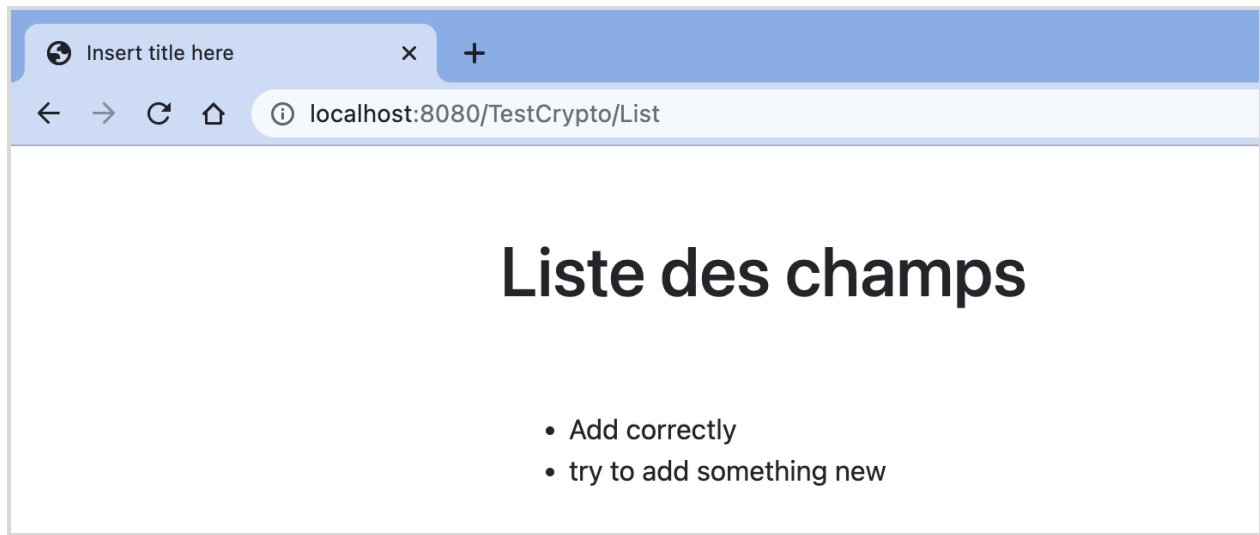 Insert title here
localhost:8080/TestCrypto/List
Liste des champs
Add correctly
try to add something new